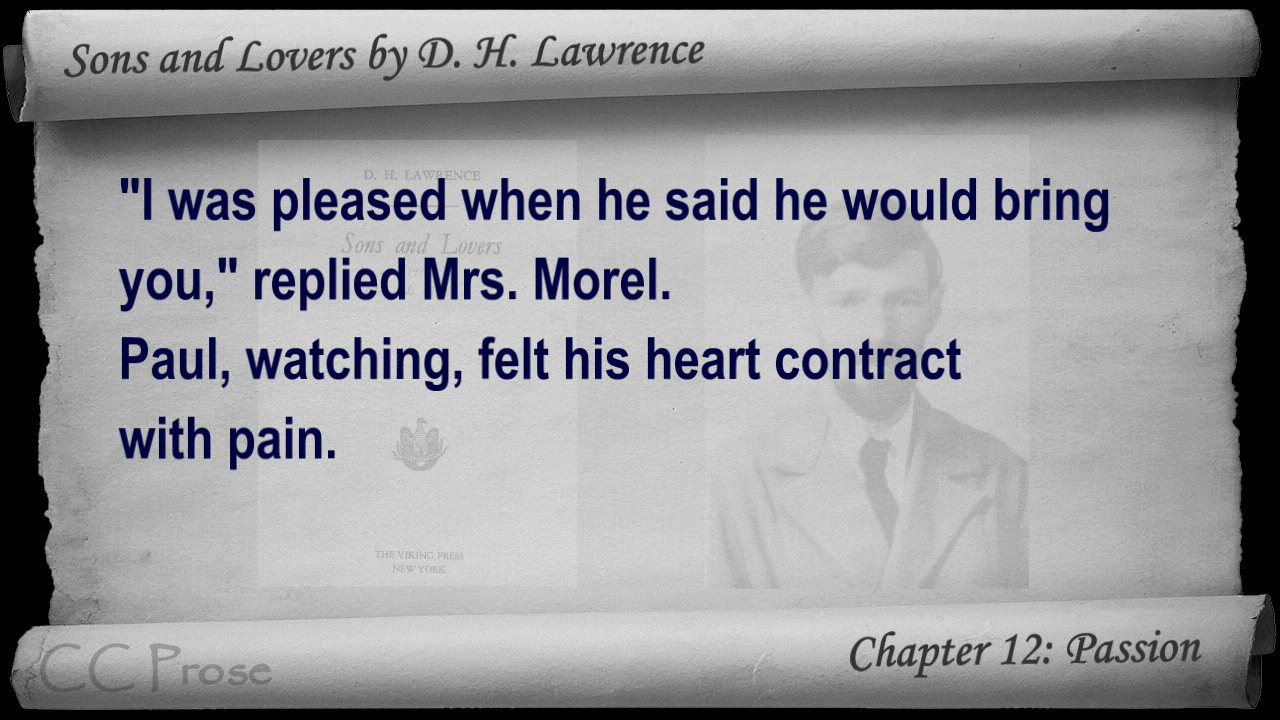 Sons and Lovers by D. H. Lawrence
D. H. LAWRENCE
"I was pleased when he said he would bring
Sons and Lovers
you," replied Mrs. Morel.
Paul, watching, felt his heart contract
with pain.
THE VIKING PRESS
NEW YORK
Chapter 12: Passion
CC Prose